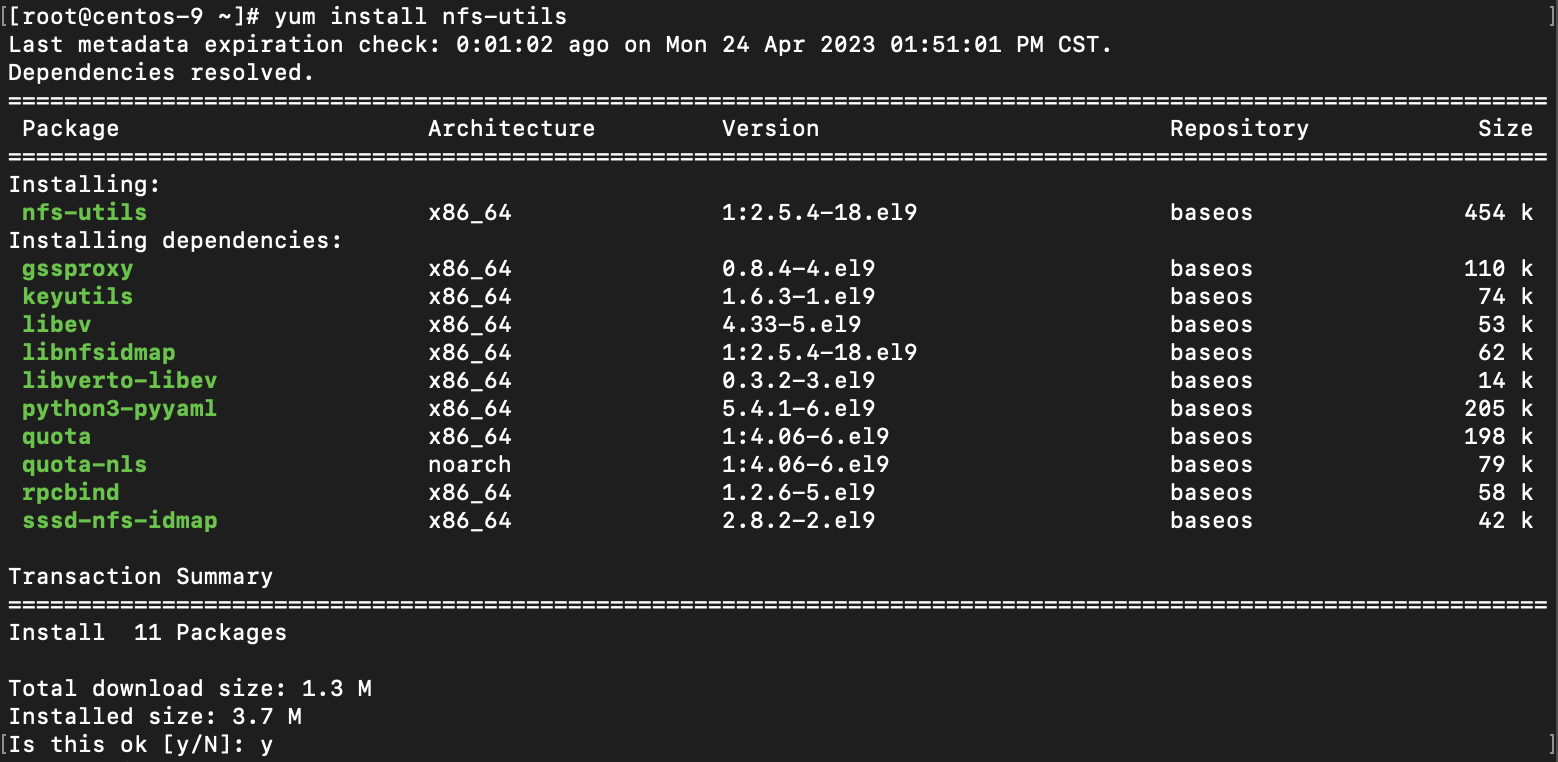 [[root@centos-9 ~]# yum install nfs-utils ]
Last metadata expiration check: 0:01:02 ago on Mon 24 Apr 2023 01:51:01 PM CST.
Dependencies resolved.
==============================================================================================================
Package Architecture Version Repository Size
==============================================================================================================
Installing:
nfs-utils x86_64 1:2.5.4-18.el9 baseos 454 k
Installing dependencies:
gssproxy x86_64 0.8.4-4.el9 baseos 110 k
keyutils x86_64 1.6.3-1.el9 baseos 74 k
libev x86_64 4.33-5.el9 baseos 53 k
libnfsidmap x86_64 1:2.5.4-18.el9 baseos 62 k
libverto-libev x86_64 0.3.2-3.el9 baseos 14 k
python3-pyyaml x86_64 5.4.1-6.el9 baseos 205 k
quota x86_64 1:4.06-6.el9 baseos 198 k
quota-nls noarch 1:4.06-6.el9 baseos 79 k
rpcbind x86_64 1.2.6-5.el9 baseos 58 k
sssd-nfs-idmap x86_64 2.8.2-2.el9 baseos 42 k
Transaction Summary
==============================================================================================================
Install 11 Packages
Total download size: 1.3 M
Installed size: 3.7 M
[Is this ok [y/N]: y ]